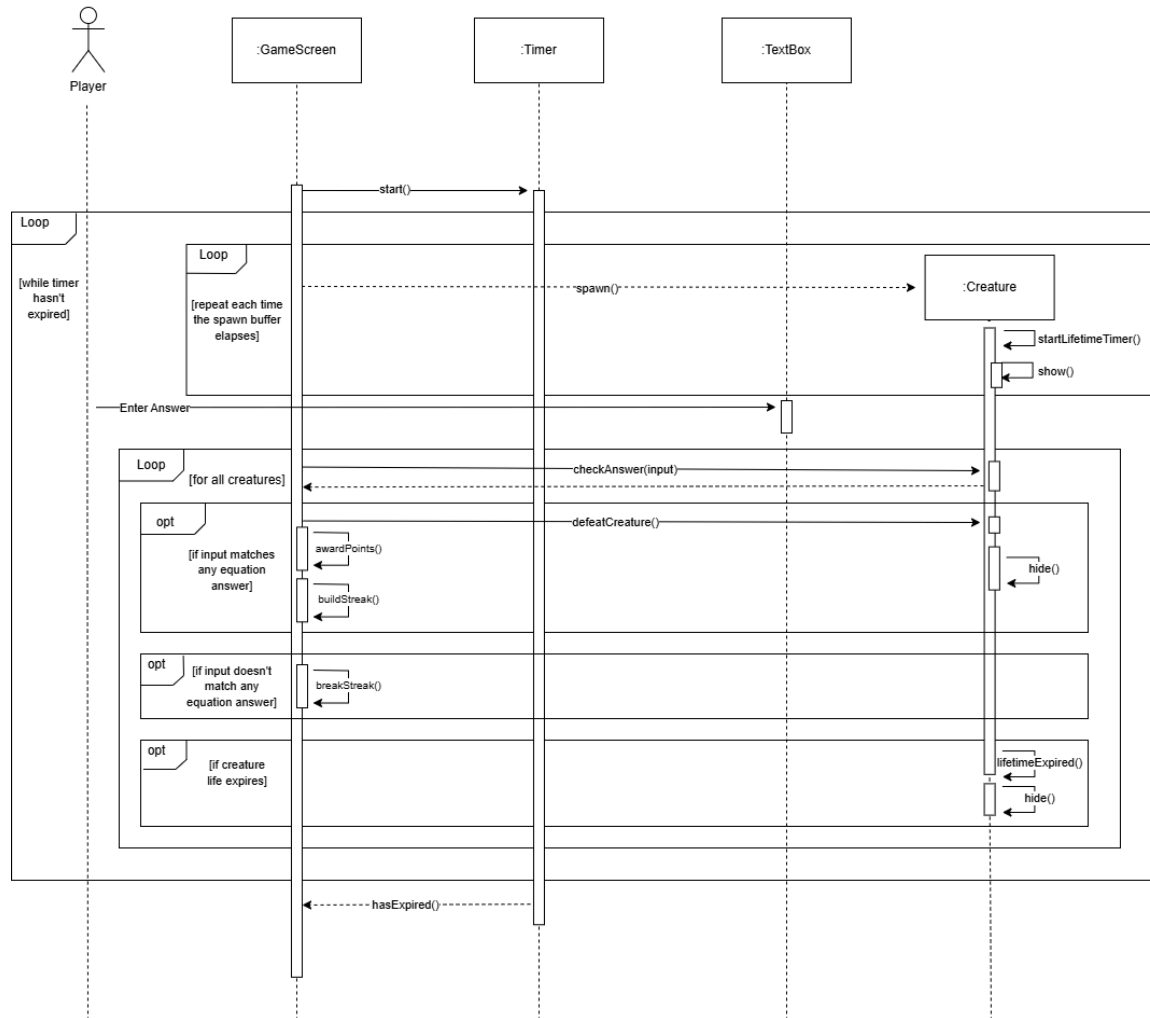 Player
:GameScreen
:Timer
:TextBox
start()
Loop
[while timer
hasn't
expired]
Loop
[repeat each time
the spawn buffer
elapses]
spawn()
:Creature
startLifetimeTimer()
show()
Enter Answer
Loop
[for all creatures]
checkAnswer(input)
opt
[if input matches
any equation
answer]
defeatCreature()
awardPoints()
hide()
buildStreak()
opt
[if input doesn't
match any
equation answer]
breakStreak()
opt
[if creature
life expires]
lifetimeExpired()
hide()
hasExpired()